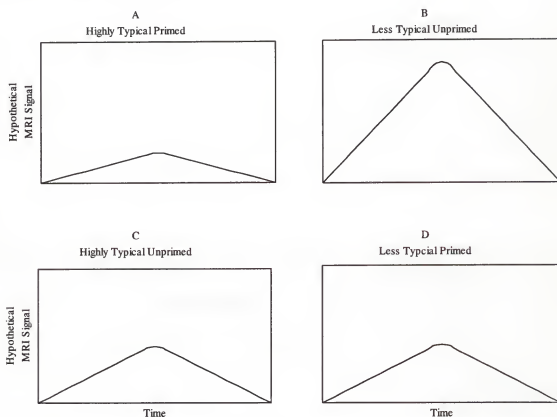 A
Highly Typical Primed
Hypothetical
MRI Signal
B
Less Typical Unprimed
C
Highly Typical Unprimed
Hypothetical
MRI Signal
Time
D
Less Typcial Primed
Time